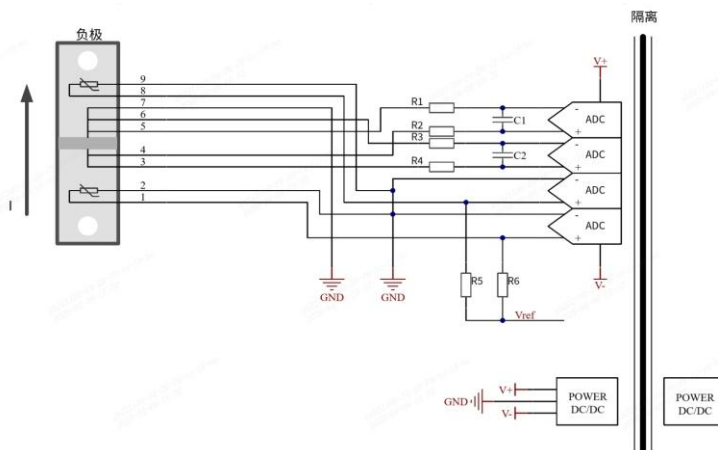 隔离
负极
V+
9
8
7
6
5
4
3
2
1
R1
R2
R3
R4
C1
C2
-
ADC
+
-
ADC
+
-
ADC
+
-
ADC
+
I
GND
GND
R5
R6
V-
Vref
V+
GND
V-
POWER
DC/DC
POWER
DC/DC